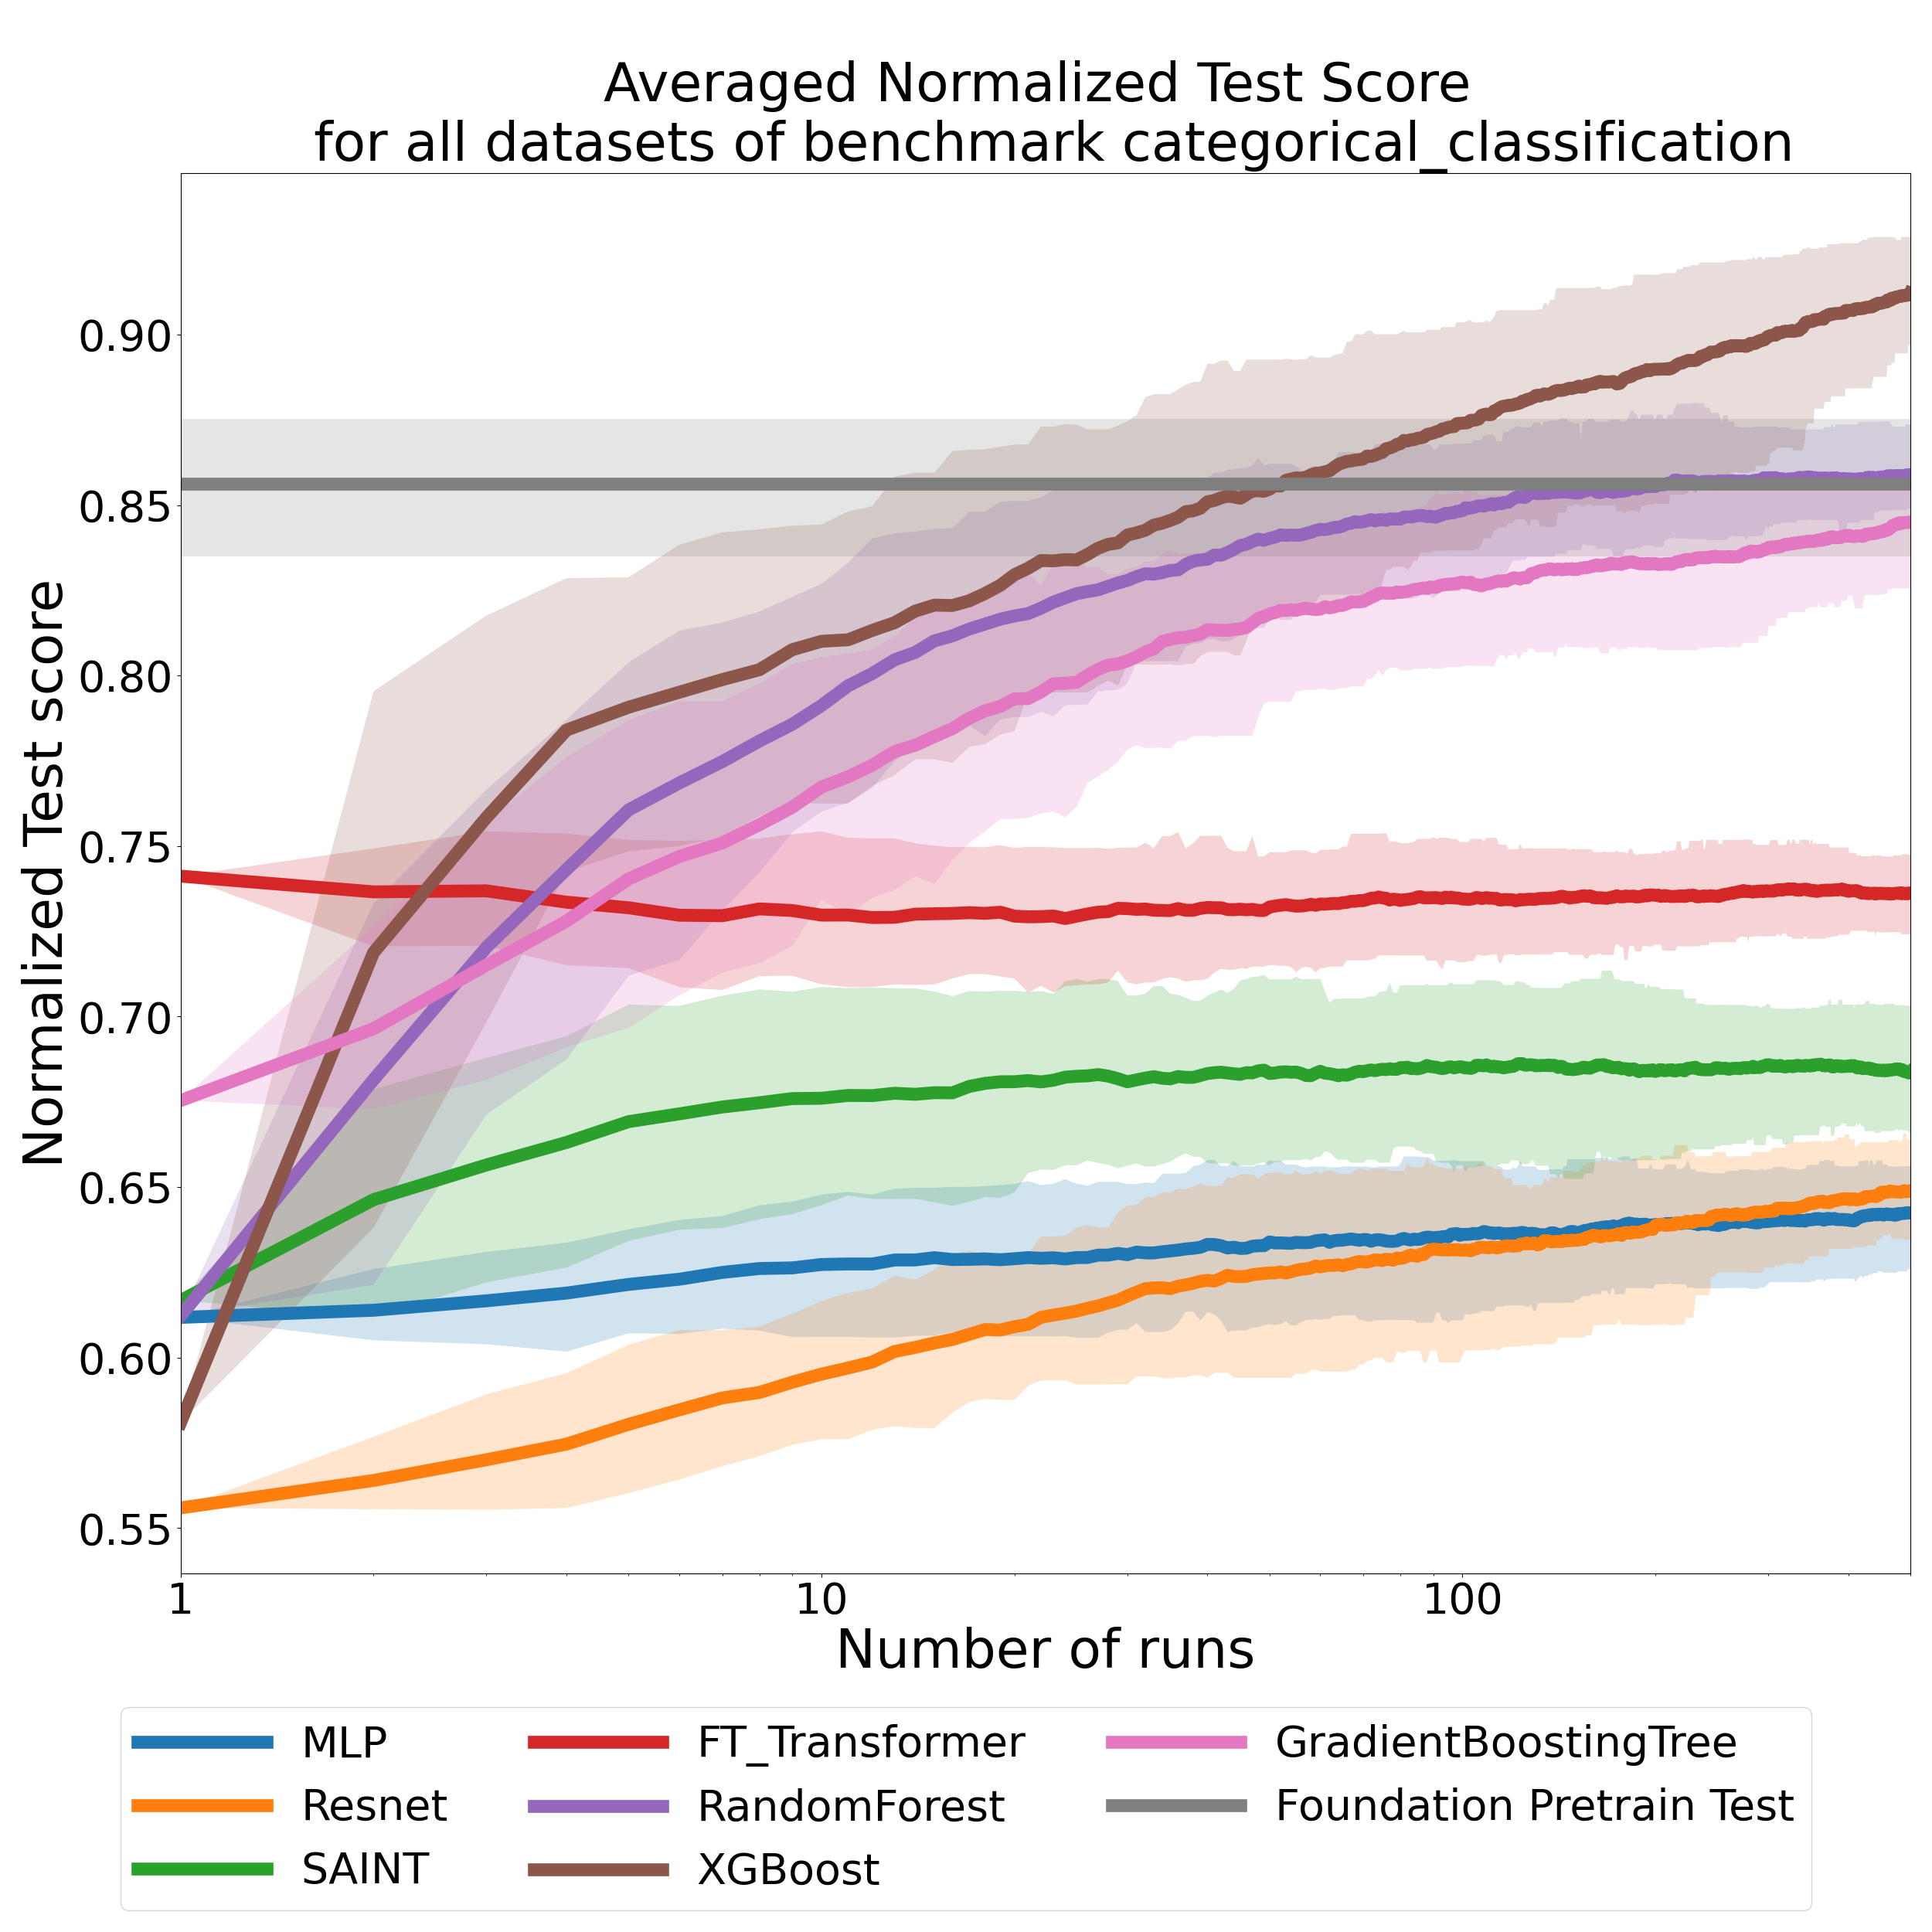 Averaged Normalized Test Score
for all datasets of benchmark categorical_classification
Normalized Test score
0.90
0.85
0.80
0.75
0.70
0.65
0.60
0.55
1
10
100
Number of runs
MLP
Resnet
SAINT
FT_Transformer
RandomForest
XGBoost
GradientBoostingTree
Foundation Pretrain Test